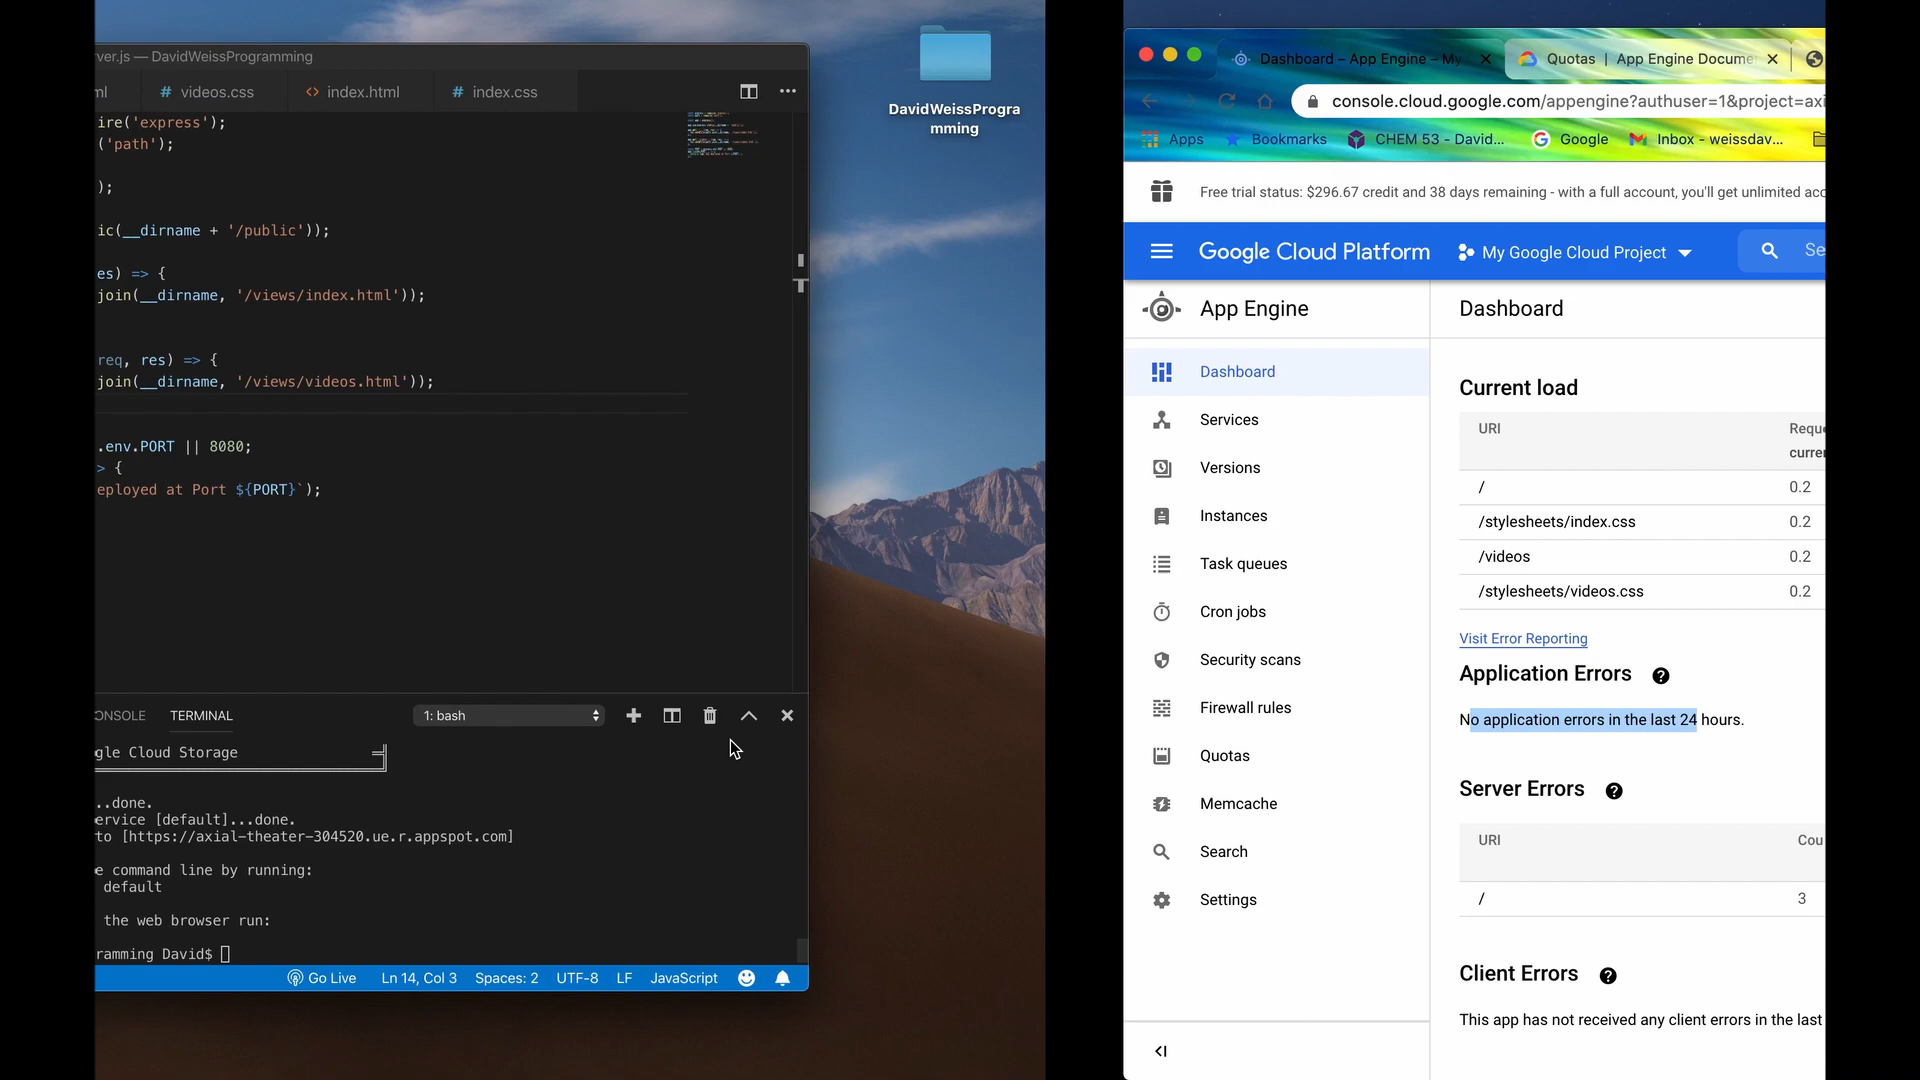 ver.js — DavidWeissProgramming
ml
# videos.css
<> index.html
# index.css
ire('express');
('path');
);
ic(__dirname + '/public'));
es) => {
join(__dirname, '/views/index.html'));
req, res) => {
join(__dirname, '/views/videos.html'));
.env.PORT || 8080;
> {
eployed at Port ${PORT}`);
ONSOLE
TERMINAL
1: bash
gle Cloud Storage
..done.
ervice [default]...done.
to [https://axial-theater-304520.ue.r.appspot.com]
e command line by running:
default
the web browser run:
ramming David$
Go Live
Ln 14, Col 3
Spaces: 2
UTF-8
LF
JavaScript
DavidWeissProgra
mming
Dashboard – App Engine – My
Quotas | App Engine Docume
console.cloud.google.com/appengine?authuser=1&project=axi
Apps
Bookmarks
CHEM 53 - David...
Google
Inbox - weissdav...
Free trial status: $296.67 credit and 38 days remaining - with a full account, you'll get unlimited acc
Google Cloud Platform
My Google Cloud Project
Se
App Engine
Dashboard
Services
Versions
Instances
Task queues
Cron jobs
Security scans
Firewall rules
Quotas
Memcache
Search
Settings
Dashboard
Current load
URI
Reque
curre
/ 0.2
/stylesheets/index.css 0.2
/videos 0.2
/stylesheets/videos.css 0.2
Visit Error Reporting
Application Errors
No application errors in the last 24 hours.
Server Errors
URI Cou
/ 3
Client Errors
This app has not received any client errors in the last